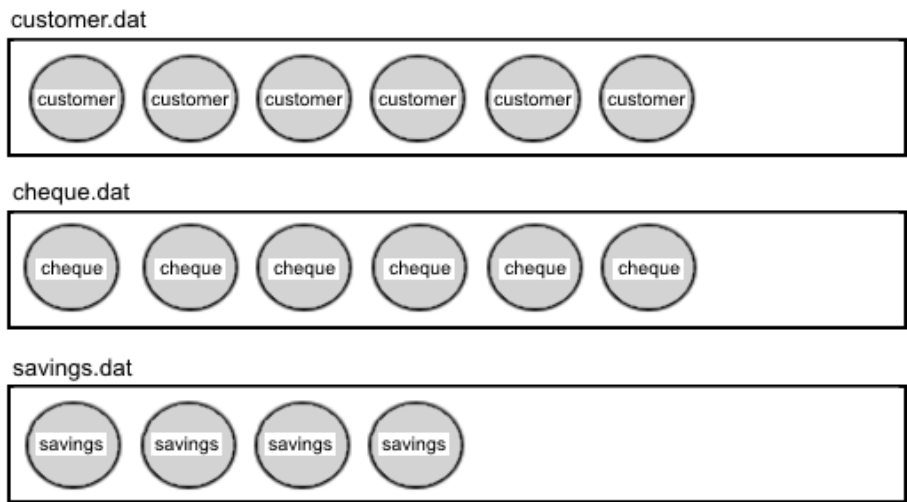 customer.dat
customer customer customer customer customer customer
cheque.dat
cheque cheque cheque cheque cheque cheque
savings.dat
savings savings savings savings